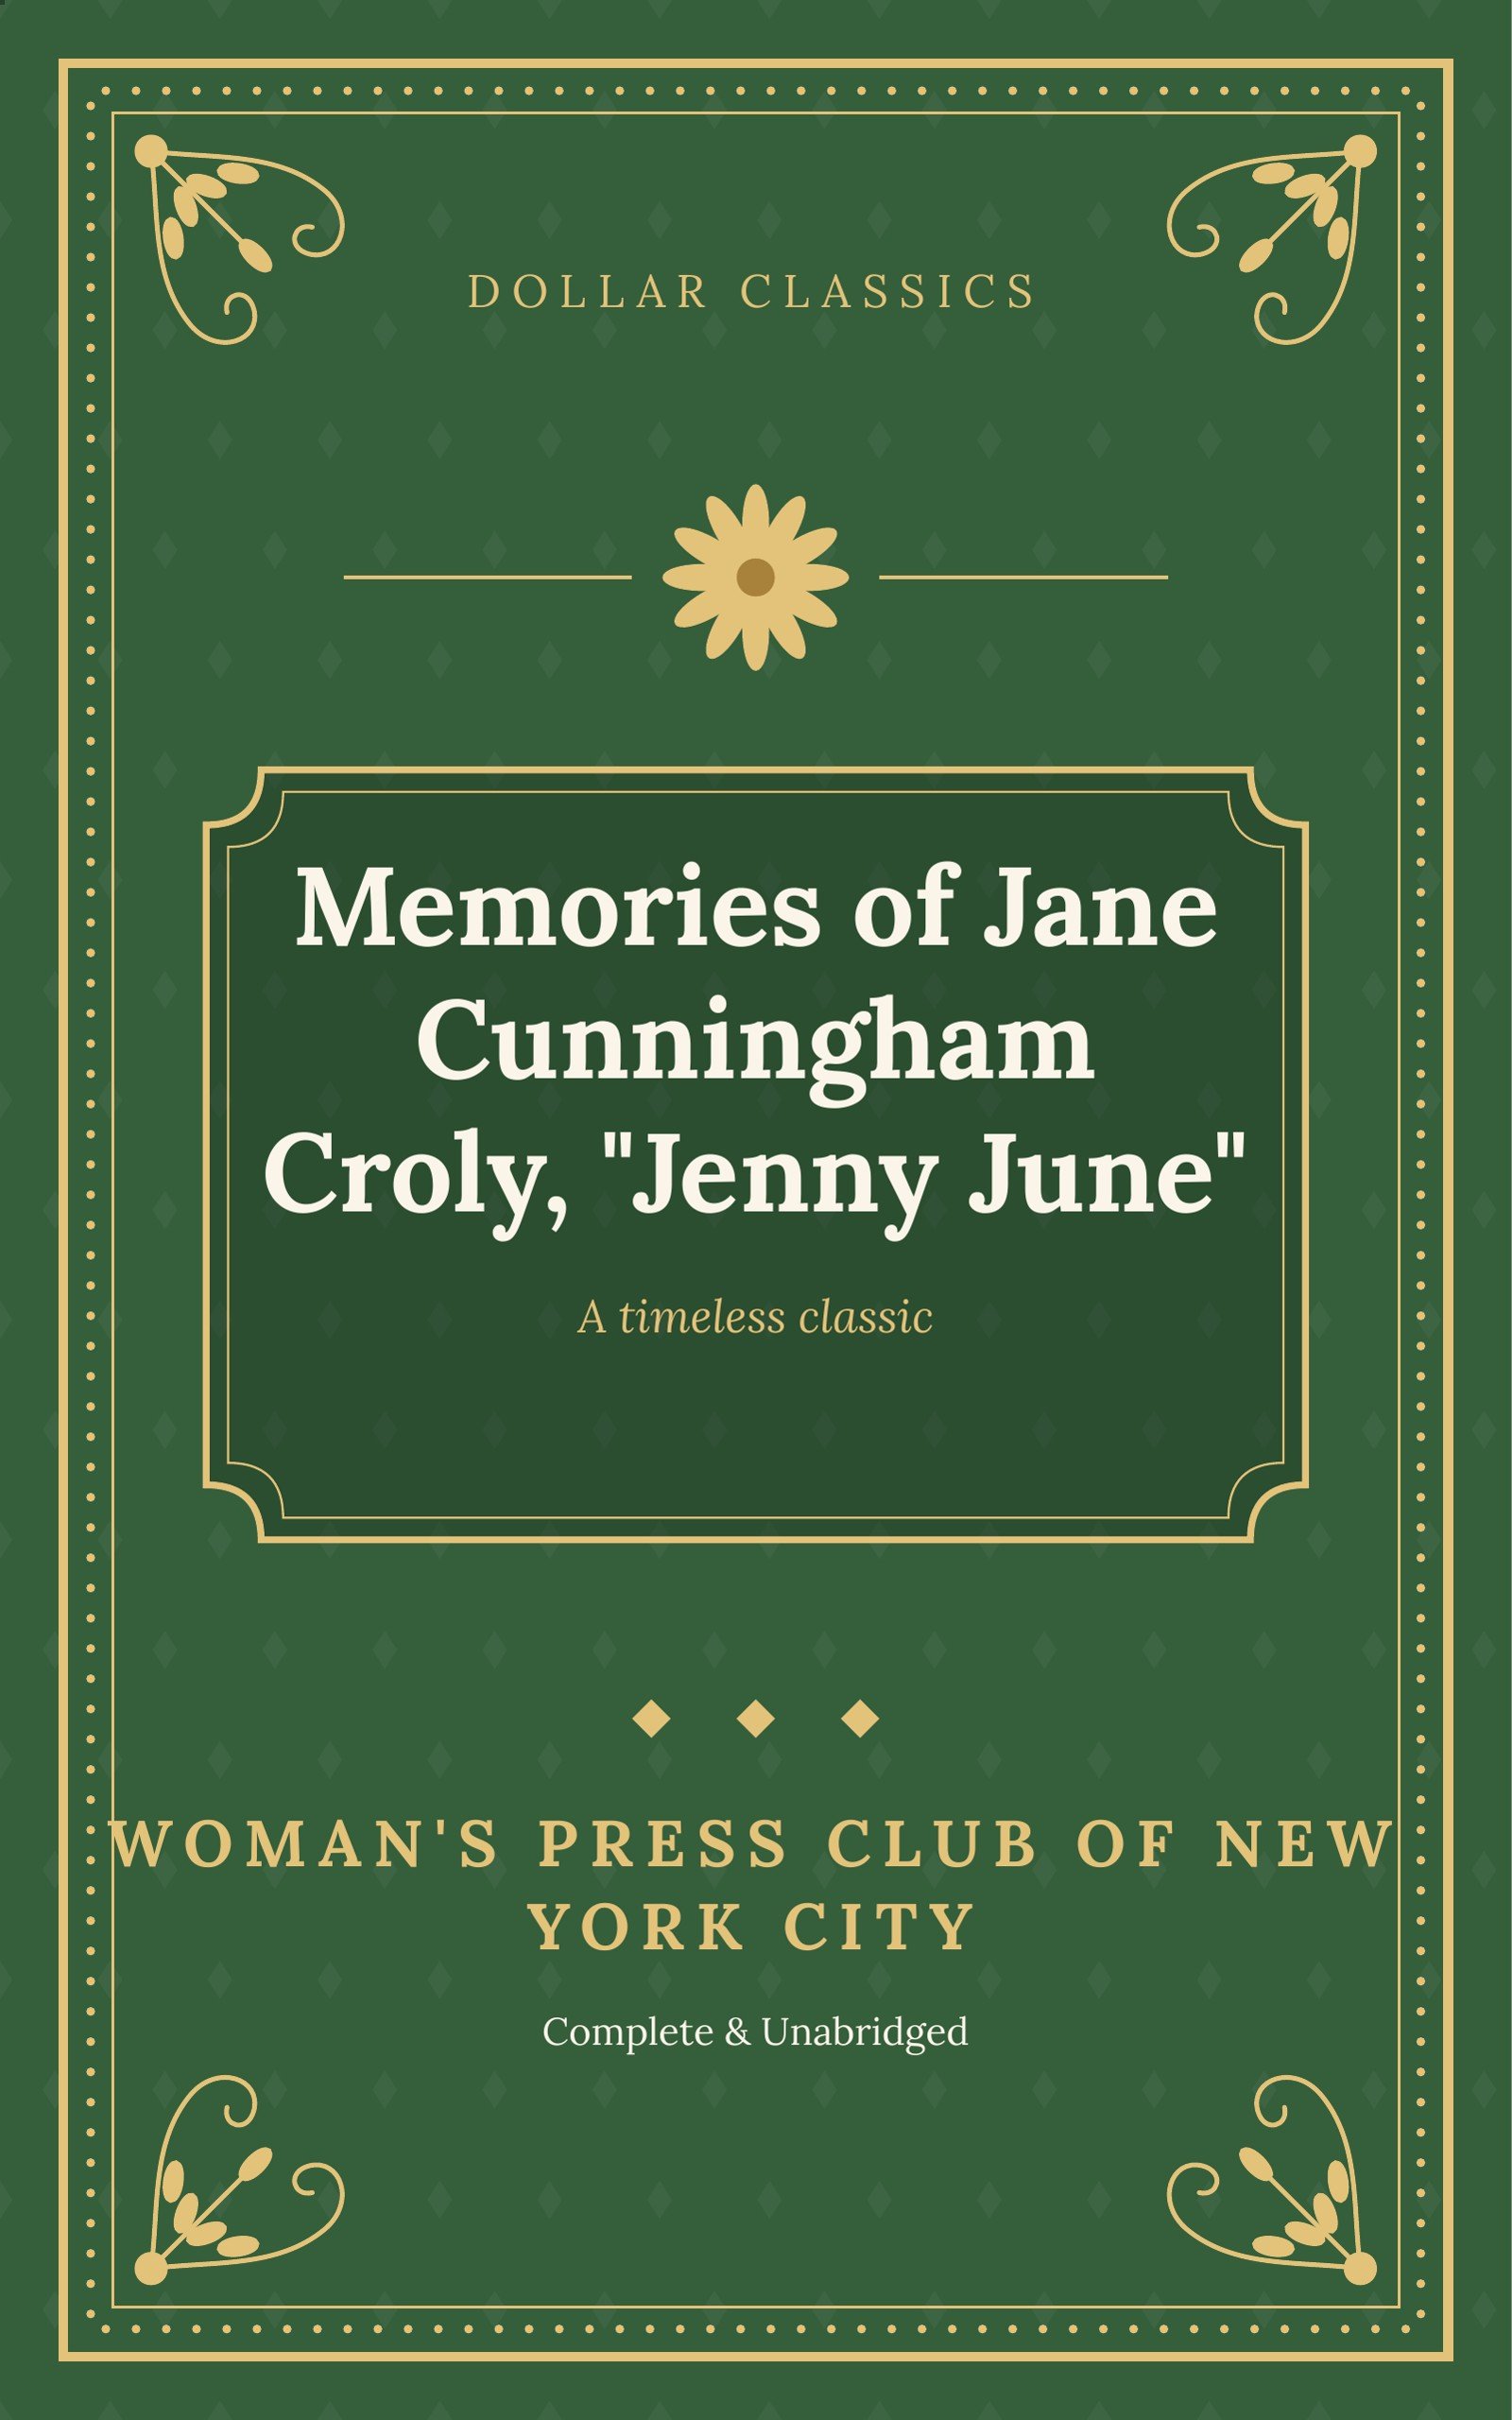 DOLLAR CLASSICS
Memories of Jane
Cunningham
Croly, "Jenny June"
A timeless classic
WOMAN'S PRESS CLUB OF NEW
YORK CITY
Complete & Unabridged